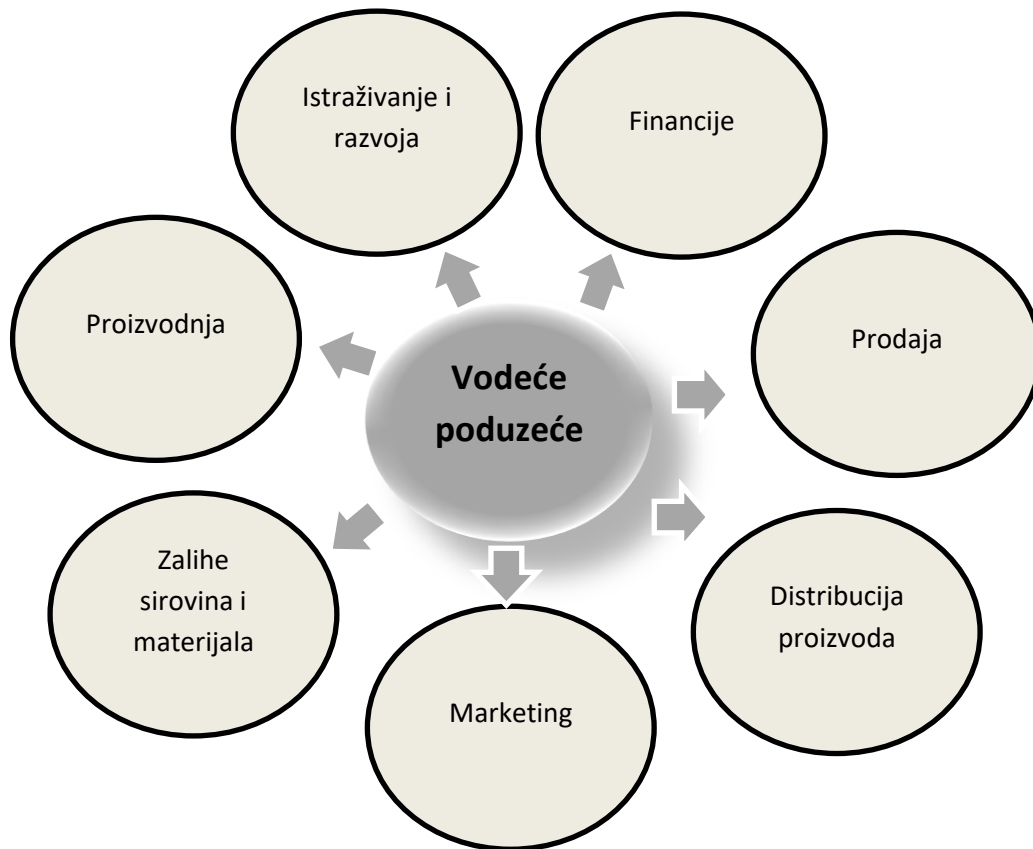 Istraživanje i
razvoja
Financije
Proizvodnja
Prodaja
Vodeće
poduzeće
Zalihe
sirovina i
materijala
Distribucija
proizvoda
Marketing